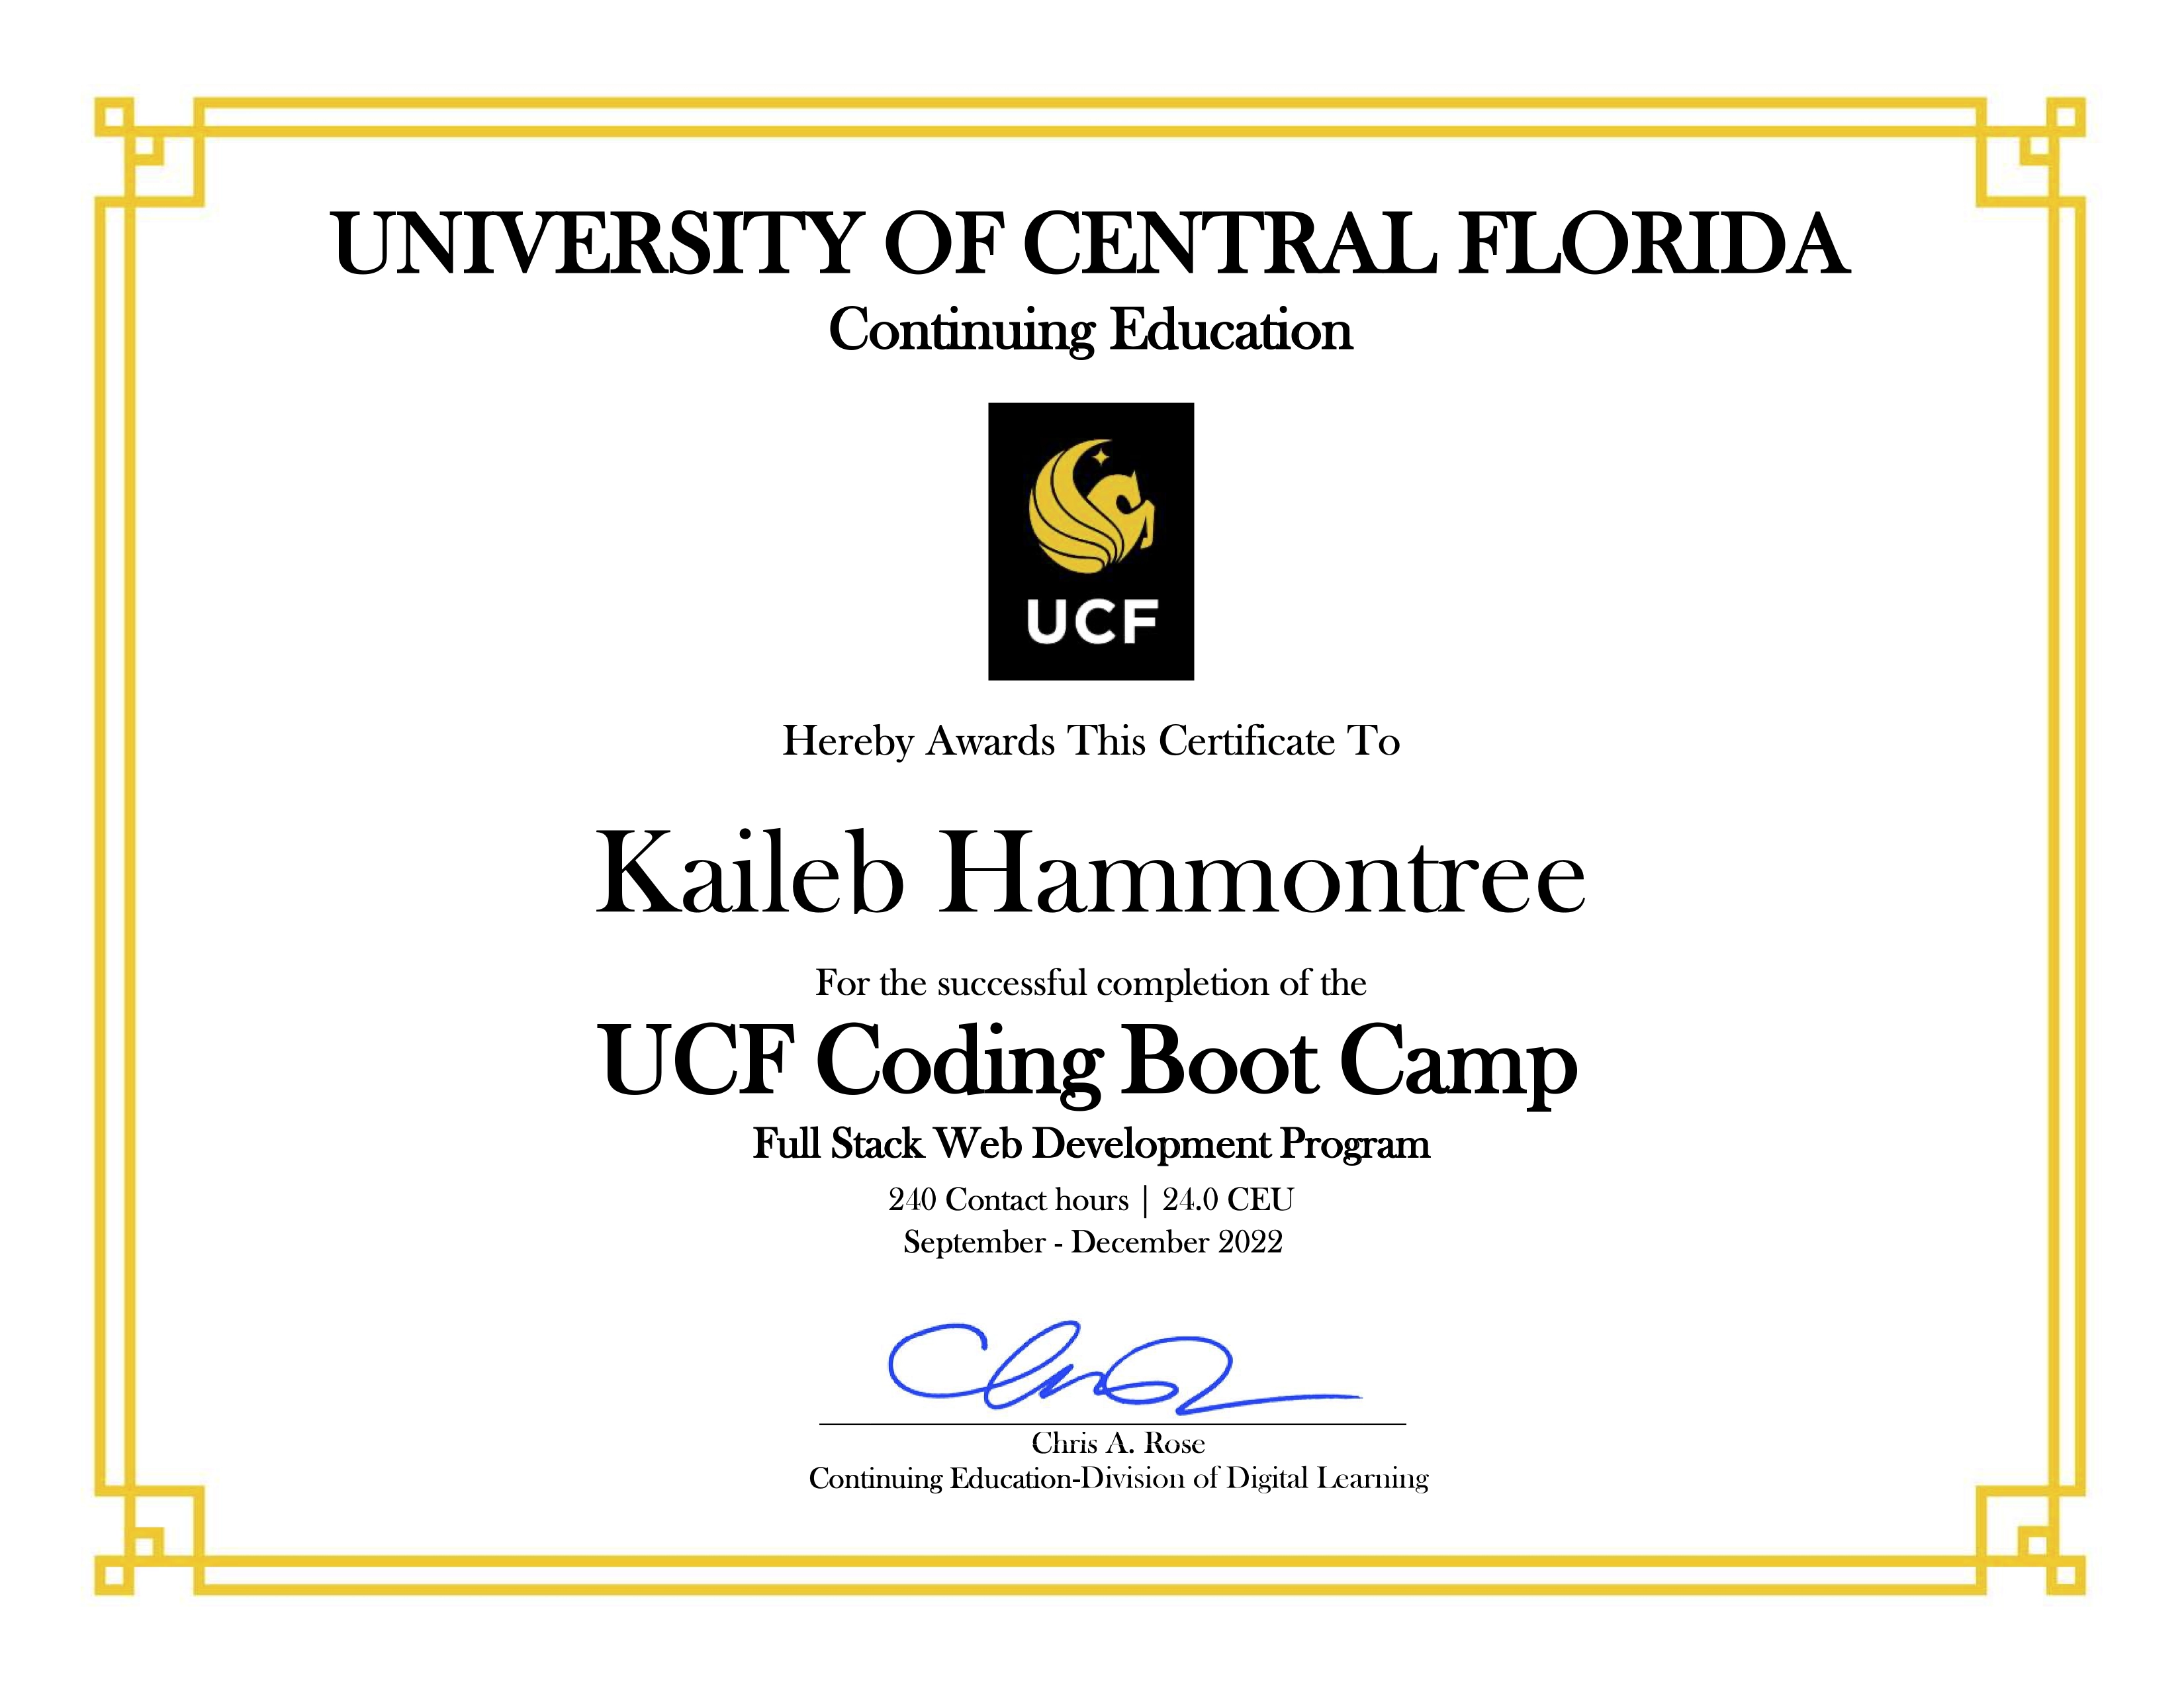 UNIVERSITY OF CENTRAL FLORIDA
Continuing Education
UCF
Hereby Awards This Certificate To
Kaileb Hammontree
For the successful completion of the
UCF Coding Boot Camp
Full Stack Web Development Program
240 Contact hours | 24.0 CEU
September - December 2022
Chris A. Rose
Continuing Education-Division of Digital Learning